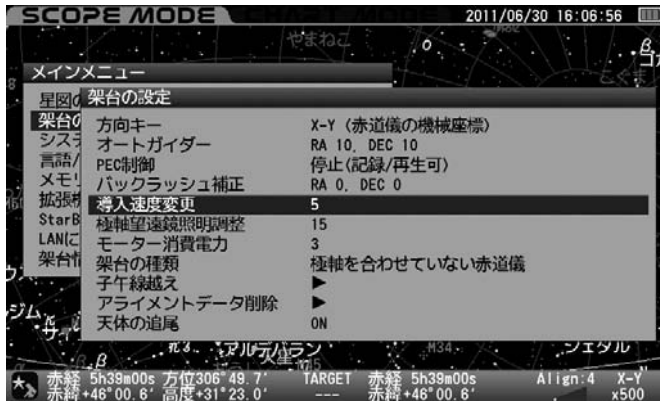 SCOPE MODE CHART MODE 2011/06/30 16:06:56
やまねこ
メインメニュー
架台の設定
星図の
架台の
システ
言語/
メモリ
拡張機
StarB
LANに
架台情
方向キー X-Y (赤道儀の機械座標)
オートガイダー RA 10, DEC 10
PEC制御 停止(記録/再生可)
バックラッシュ補正 RA 0, DEC 0
導入速度変更 5
極軸望遠鏡照明調整 15
モーター消費電力 3
架台の種類 極軸を合わせていない赤道儀
子午線越え ▶
アライメントデータ削除 ▶
天体の追尾 ON
アルデバラン M34 シェダル
赤経 5h39m00s 方位306°49.7' TARGET 赤経 5h39m00s Align:4 X-Y
赤緯+46°00.6' 高度+31°23.0' --- 赤緯+46°00.6' x500